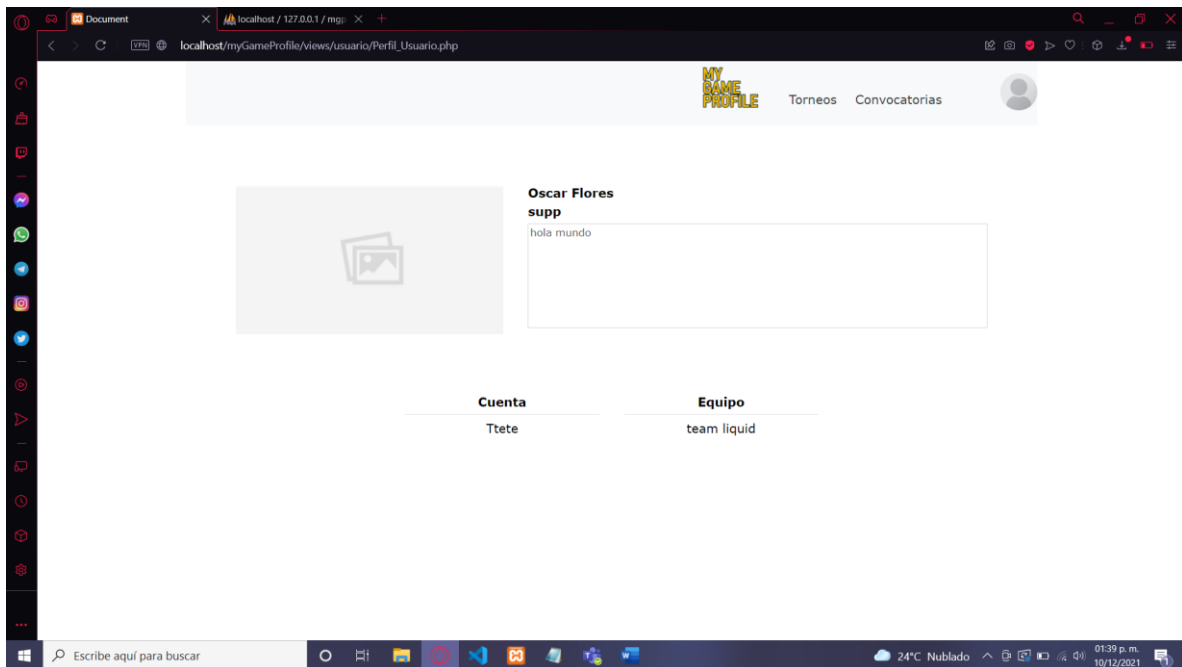 Document
localhost / 127.0.0.1 / mgp
VPN
localhost/myGameProfile/views/usuario/Perfil_Usuario.php
MY
GAME
PROFILE
Torneos Convocatorias
Oscar Flores
supp
hola mundo
Cuenta Equipo
Ttete team liquid
Escribe aquí para buscar
24°C Nublado
01:39 p. m.
10/12/2021